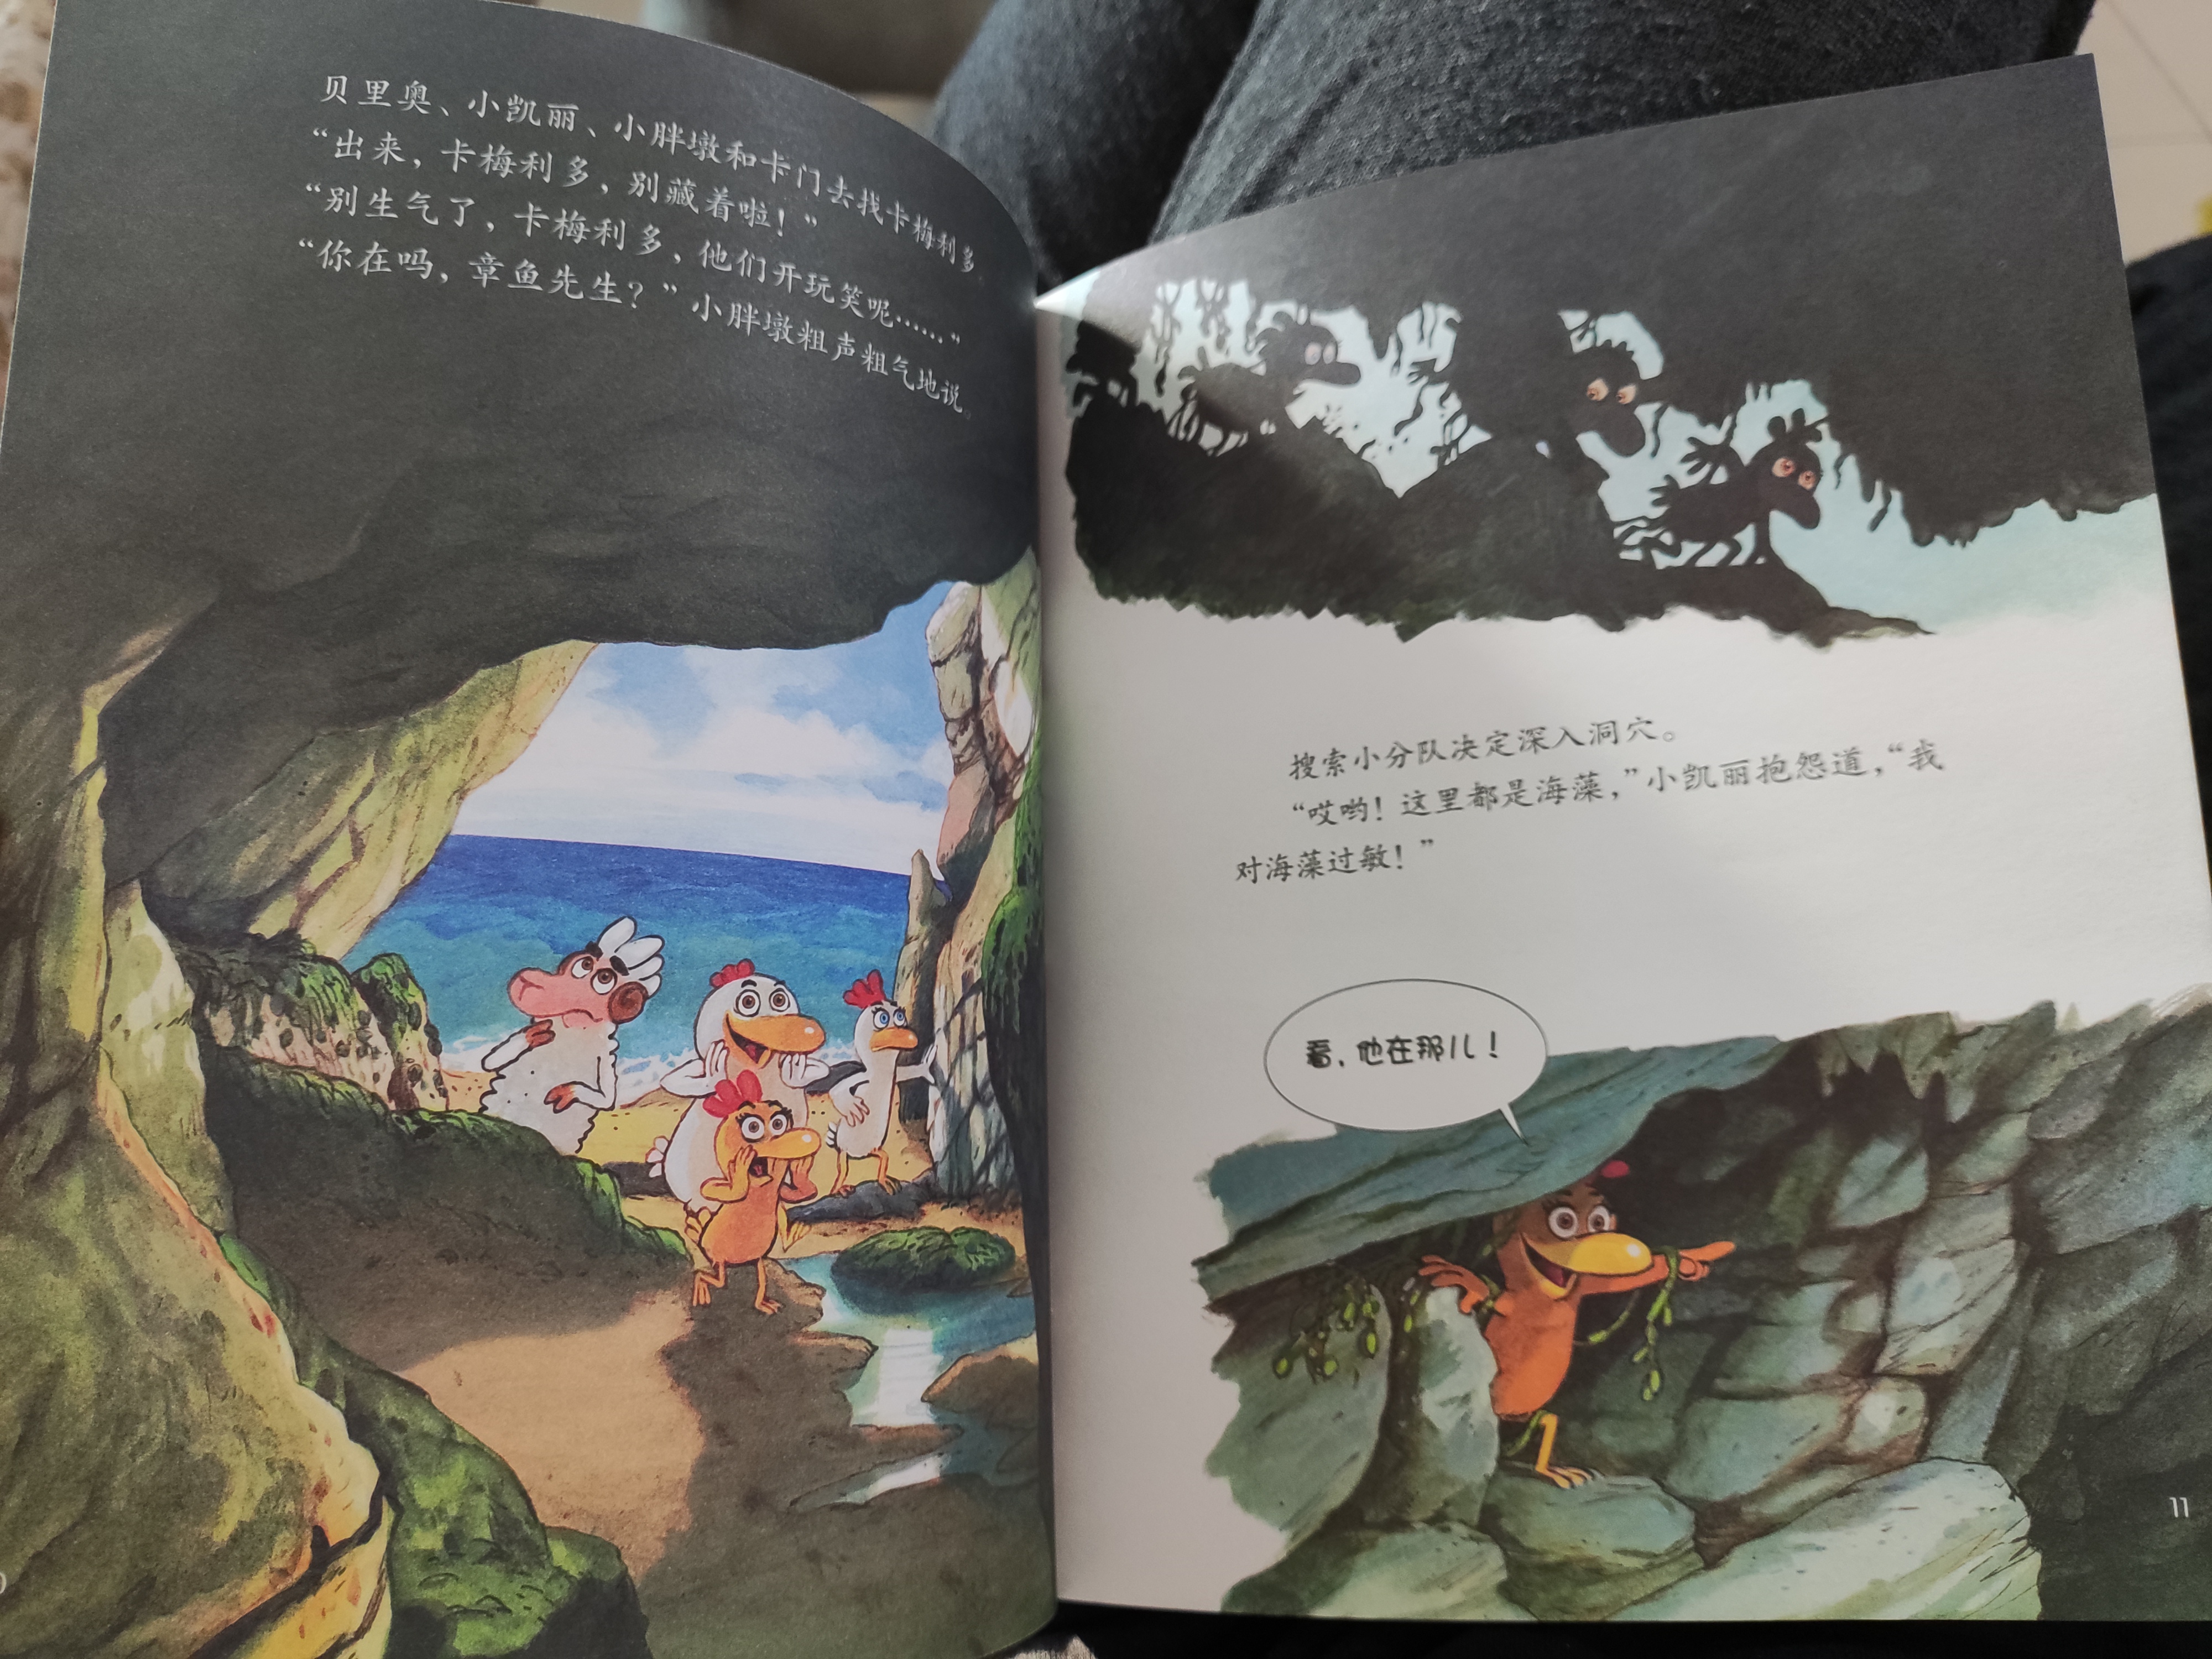 贝里奥、小凯丽、小胖墩和卡门去找卡梅利多。
“出来，卡梅利多，别藏着啦！”
“别生气了，卡梅利多，他们开玩笑呢……”
“你在吗，章鱼先生？”小胖墩粗声粗气地说。
搜索小分队决定深入洞穴。
“哎哟！这里都是海藻，”小凯丽抱怨道，“我
对海藻过敏！”
看，他在那儿！
11